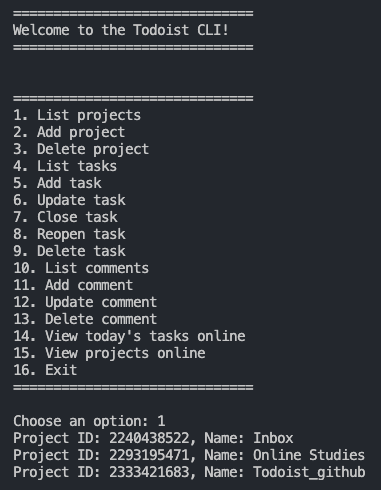 ==============================
Welcome to the Todoist CLI!
==============================
==============================
1. List projects
2. Add project
3. Delete project
4. List tasks
5. Add task
6. Update task
7. Close task
8. Reopen task
9. Delete task
10. List comments
11. Add comment
12. Update comment
13. Delete comment
14. View today's tasks online
15. View projects online
16. Exit
==============================
Choose an option: 1
Project ID: 2240438522, Name: Inbox
Project ID: 2293195471, Name: Online Studies
Project ID: 2333421683, Name: Todoist_github